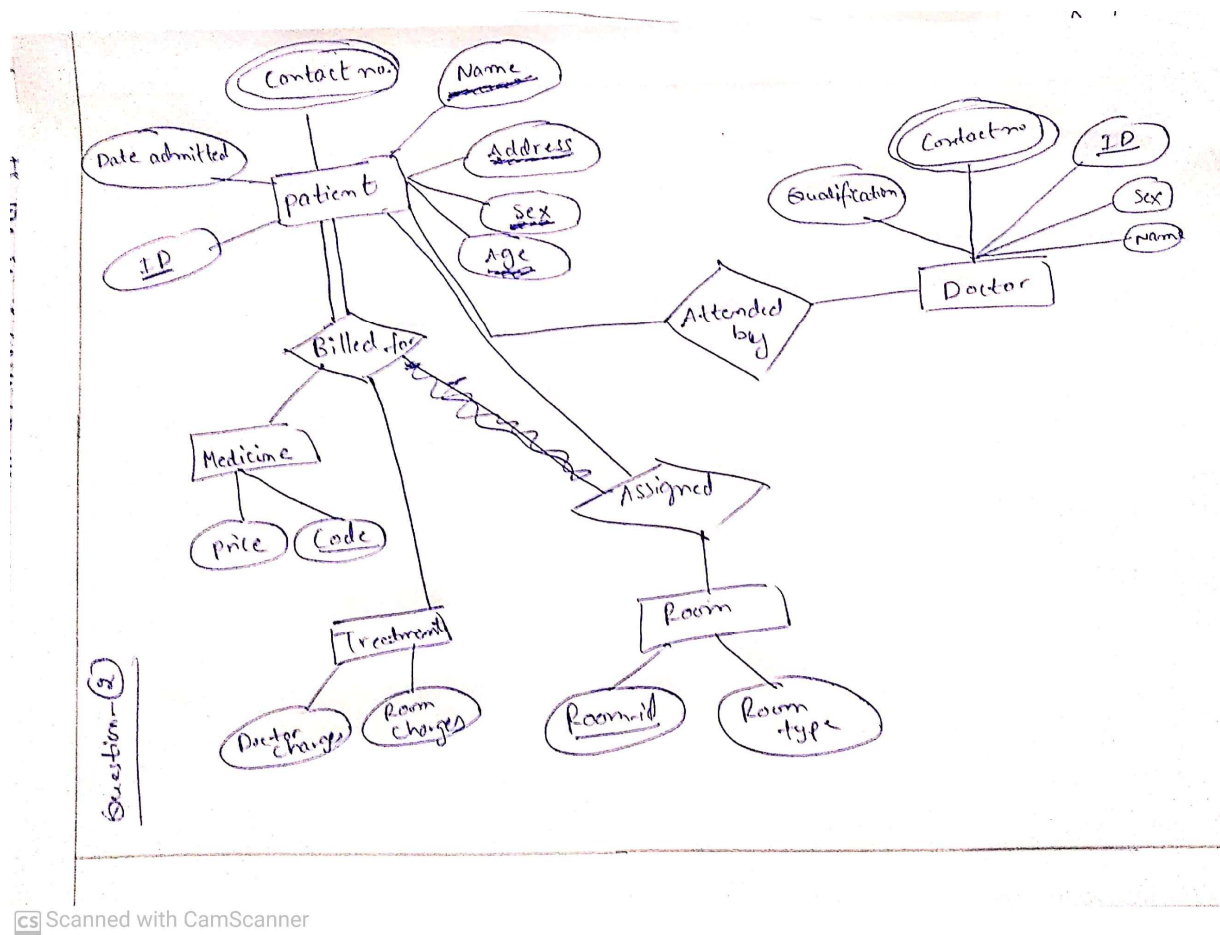 Contact no.
Name
Date admitted
Address
patient
Sex
Age
ID
Contact no
ID
Qualification
Sex
Name
Doctor
Attended
by
Billed for
Medicine
Price
Code
Assigned
Treatment
Room
Doctor
charges
Room
charges
Room-id
Room
type
Question-2
CS Scanned with CamScanner